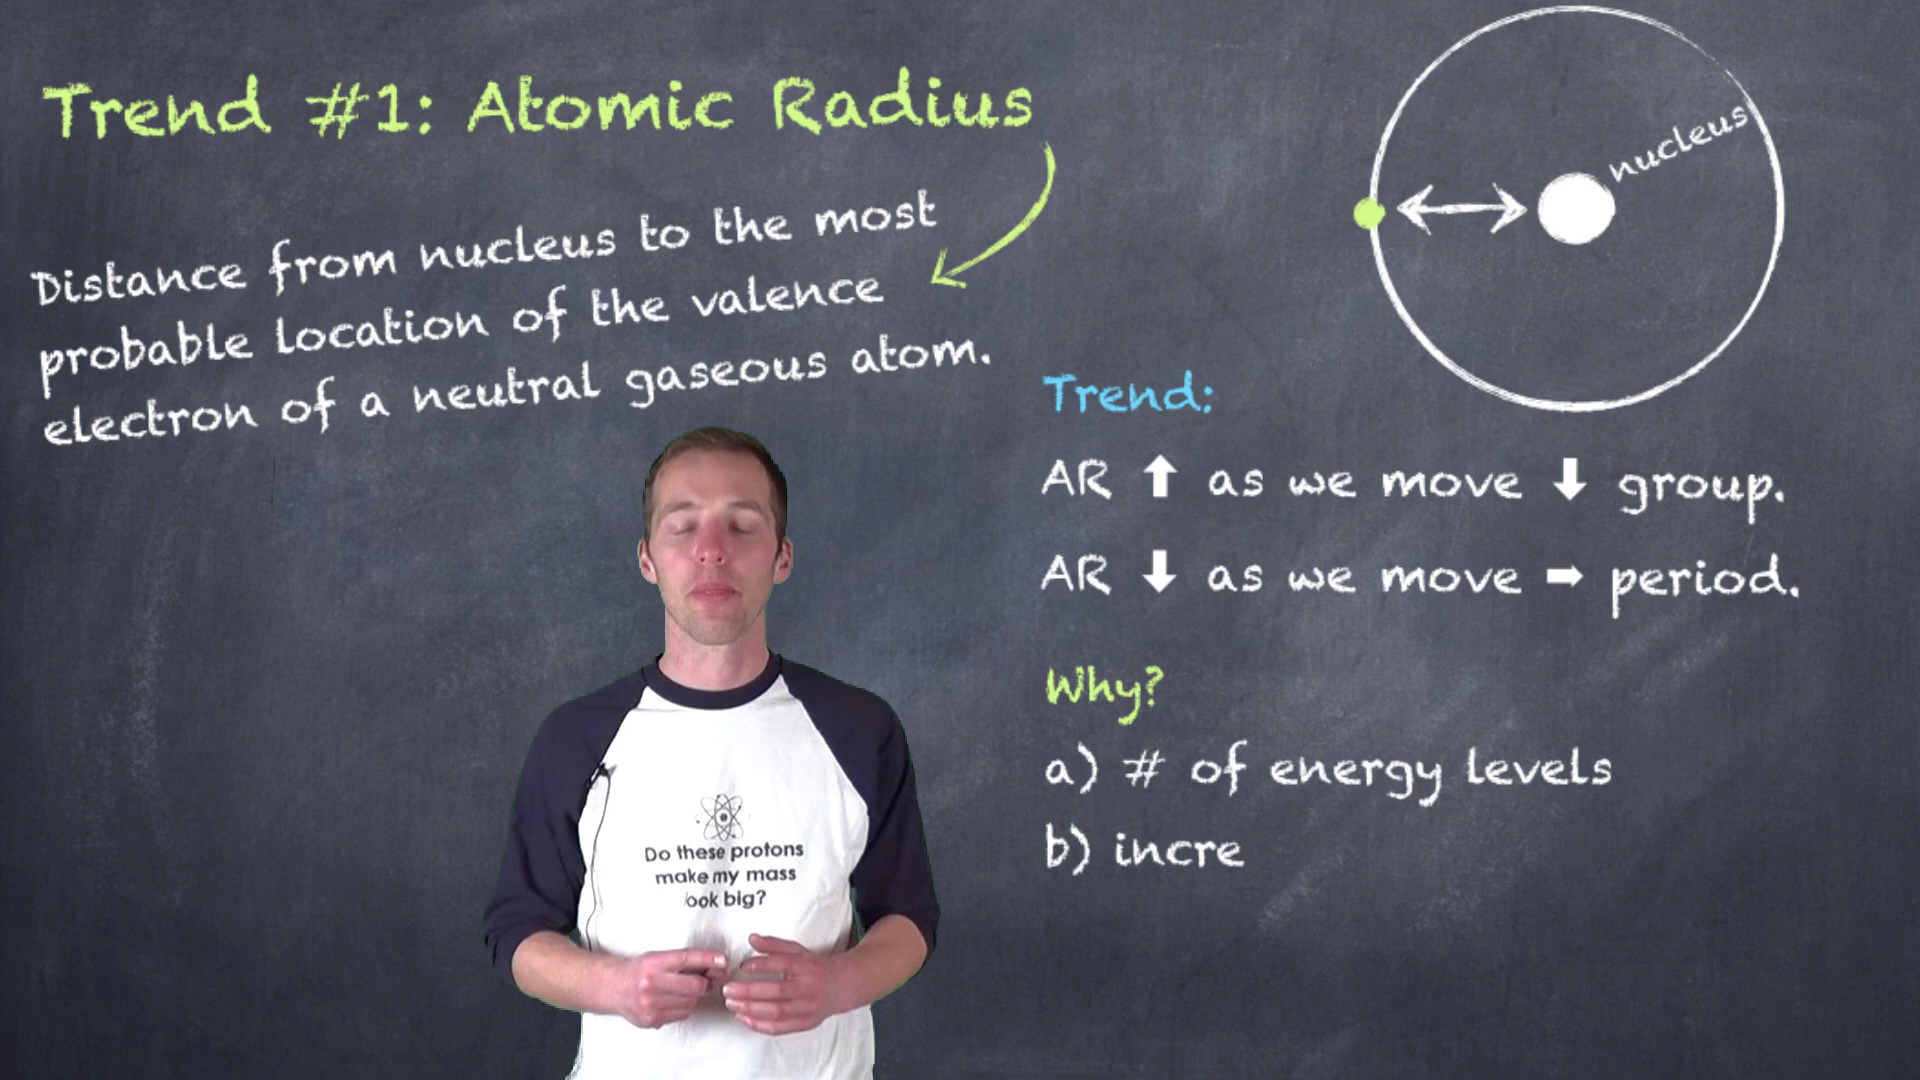 Trend #1: Atomic Radius
Distance from nucleus to the most
probable location of the valence
electron of a neutral gaseous atom.
nucleus
Trend:
AR ⬆ as we move ⬇ group.
AR ⬇ as we move ➡ period.
Why?
a) # of energy levels
b) incre
Do these protons
make my mass
ook big?